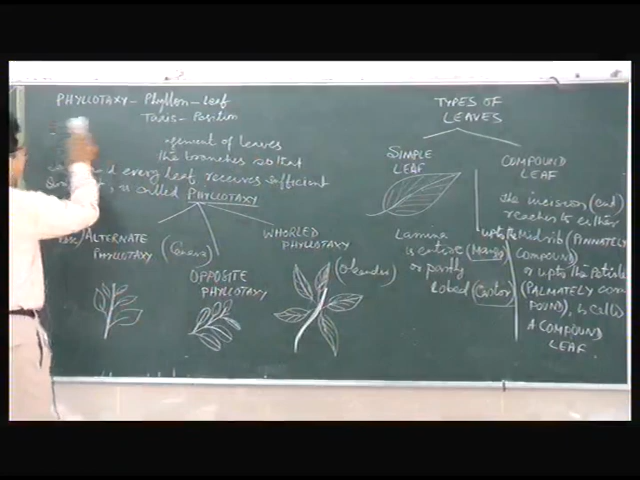 PHYLLOTAXY - Phyllon - Leaf
Taxis - Position
gement of leaves
the branches so that
every leaf receives sufficient
is called PHYLLOTAXY
ALTERNATE
PHYLLOTAXY
OPPOSITE
PHYLLOTAXY
WHORLED
PHYLLOTAXY
(Oleander)
TYPES OF
LEAVES
SIMPLE
LEAF
Lamina
is entire (Mango)
or partly
lobed (Castor)
COMPOUND
LEAF
the incision (cut)
reaches to either
upto Midrib (PINNATELY
COMPOUND)
or upto the Petiole
(PALMATELY COM
POUND), is called
A COMPOUND
LEAF.